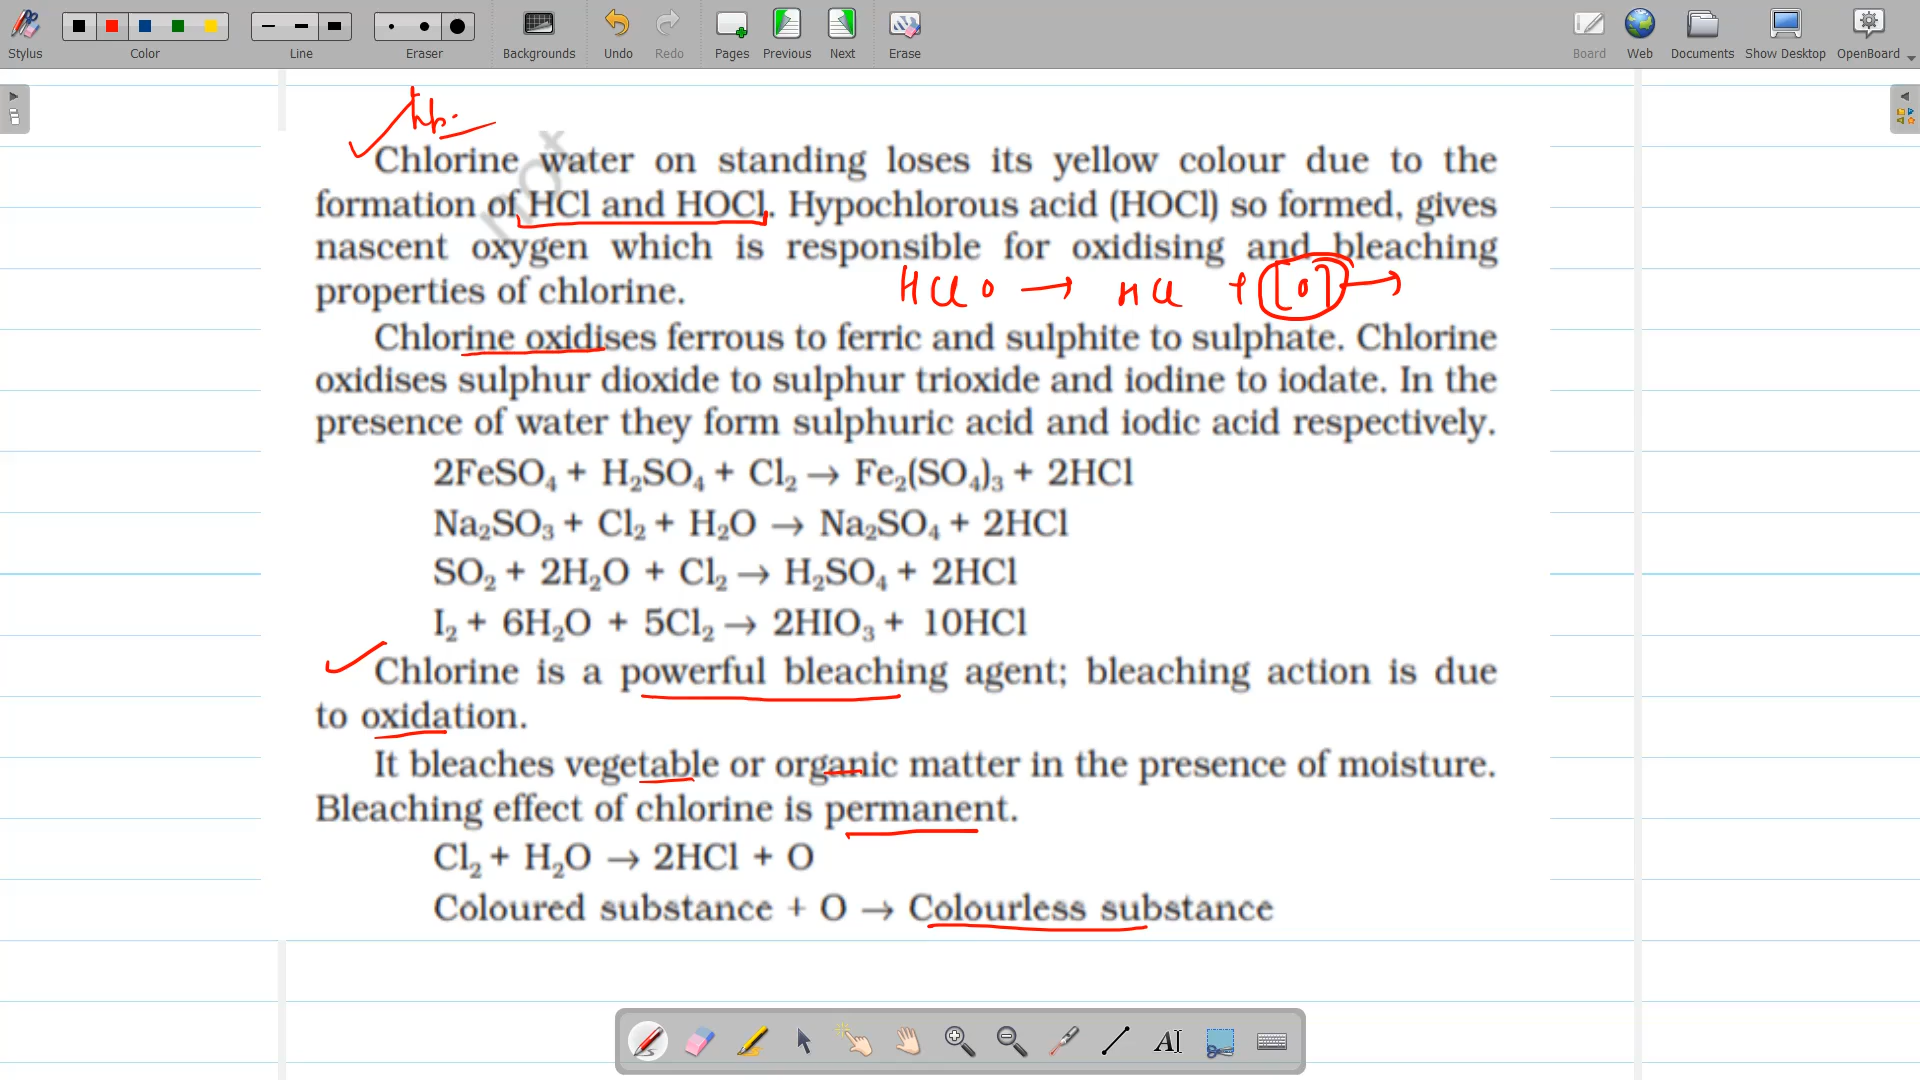 Stylus Color Line Eraser Backgrounds Undo Redo Pages Previous Next Erase Board Web Documents Show Desktop OpenBoard
Chlorine water on standing loses its yellow colour due to the
formation of HCl and HOCl. Hypochlorous acid (HOCl) so formed, gives
nascent oxygen which is responsible for oxidising and bleaching
properties of chlorine.
HClO → HCl + [O] →
Chlorine oxidises ferrous to ferric and sulphite to sulphate. Chlorine
oxidises sulphur dioxide to sulphur trioxide and iodine to iodate. In the
presence of water they form sulphuric acid and iodic acid respectively.
2FeSO₄ + H₂SO₄ + Cl₂ → Fe₂(SO₄)₃ + 2HCl
Na₂SO₃ + Cl₂ + H₂O → Na₂SO₄ + 2HCl
SO₂ + 2H₂O + Cl₂ → H₂SO₄ + 2HCl
I₂ + 6H₂O + 5Cl₂ → 2HIO₃ + 10HCl
Chlorine is a powerful bleaching agent; bleaching action is due
to oxidation.
It bleaches vegetable or organic matter in the presence of moisture.
Bleaching effect of chlorine is permanent.
Cl₂ + H₂O → 2HCl + O
Coloured substance + O → Colourless substance
not
AI